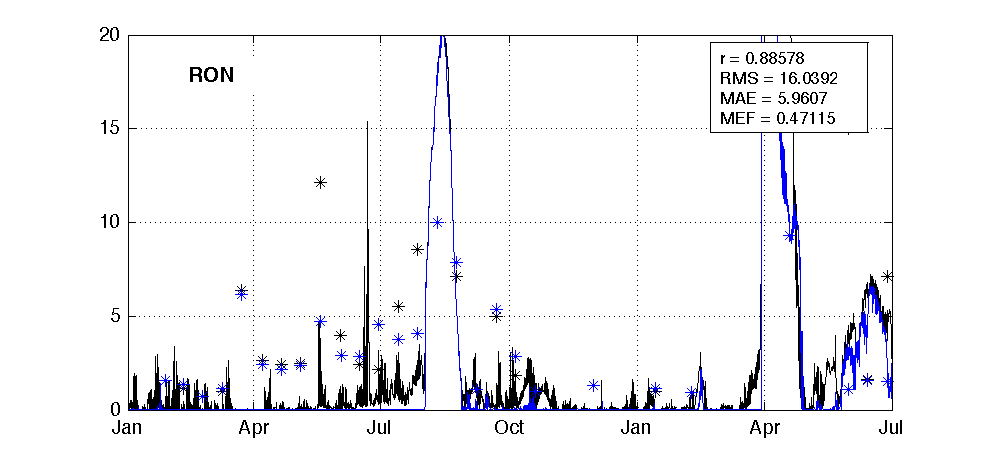 20
15
10
5
0
RON
r = 0.88578
RMS = 16.0392
MAE = 5.9607
MEF = 0.47115
Jan Apr Jul Oct Jan Apr Jul